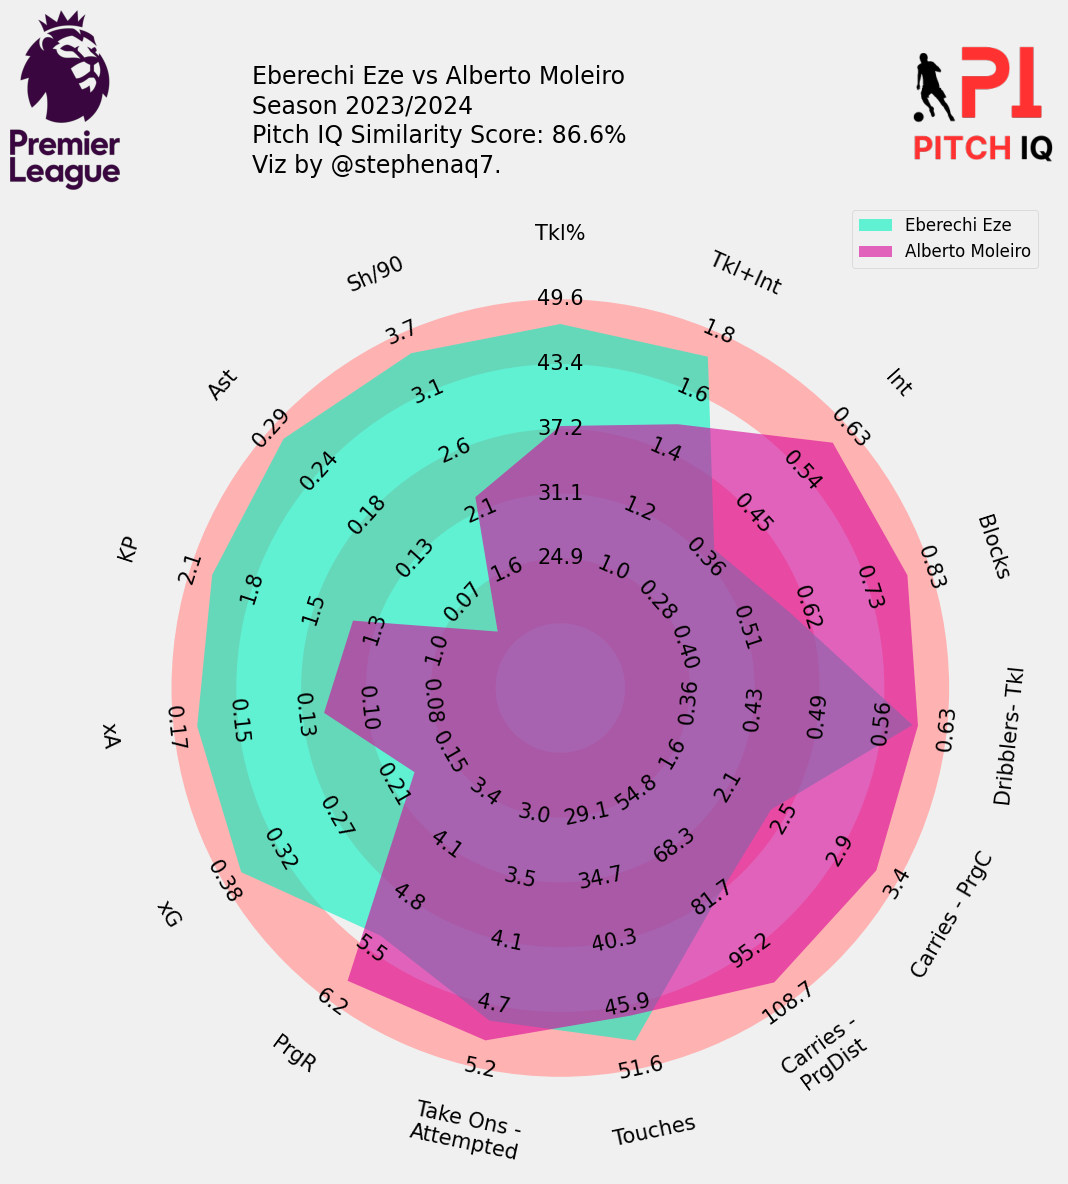 Premier
League
Eberechi Eze vs Alberto Moleiro
Season 2023/2024
Pitch IQ Similarity Score: 86.6%
Viz by @stephenaq7.
PI
PITCH IQ
Eberechi Eze
Alberto Moleiro
Tkl%
49.6
43.4
37.2
31.1
24.9
Tkl+Int
1.8
1.6
1.4
1.2
1.0
Int
0.63
0.54
0.45
0.36
0.28
Blocks
0.83
0.73
0.62
0.51
0.40
Dribblers- Tkl
0.63
0.56
0.49
0.43
0.36
Carries - PrgC
3.4
2.9
2.5
2.1
1.6
Carries -
PrgDist
108.7
95.2
81.7
68.3
54.8
Touches
51.6
45.9
40.3
34.7
29.1
Take Ons -
Attempted
5.2
4.7
4.1
3.5
3.0
PrgR
6.2
5.5
4.8
4.1
3.4
xG
0.38
0.32
0.27
0.21
0.15
xA
0.17
0.15
0.13
0.10
0.08
KP
2.1
1.8
1.5
1.3
1.0
Ast
0.29
0.24
0.18
0.13
0.07
Sh/90
3.7
3.1
2.6
2.1
1.6